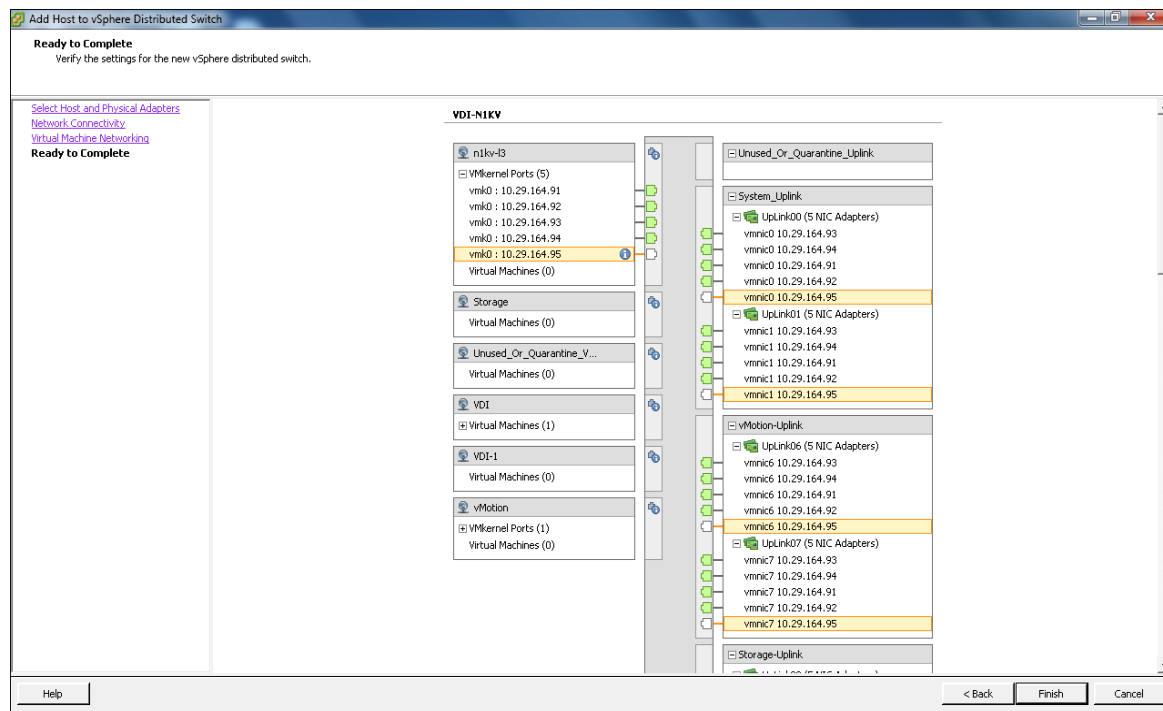 Add Host to vSphere Distributed Switch
Ready to Complete
Verify the settings for the new vSphere distributed switch.
Select Host and Physical Adapters
Network Connectivity
Virtual Machine Networking
Ready to Complete
VDI-N1KV
n1kv-l3
VMkernel Ports (5)
vmk0 : 10.29.164.91
vmk0 : 10.29.164.92
vmk0 : 10.29.164.93
vmk0 : 10.29.164.94
vmk0 : 10.29.164.95
Virtual Machines (0)
Storage
Virtual Machines (0)
Unused_Or_Quarantine_V...
Virtual Machines (0)
VDI
Virtual Machines (1)
VDI-1
Virtual Machines (0)
vMotion
VMkernel Ports (1)
Virtual Machines (0)
Unused_Or_Quarantine_Uplink
System_Uplink
UpLink00 (5 NIC Adapters)
vmnic0 10.29.164.93
vmnic0 10.29.164.94
vmnic0 10.29.164.91
vmnic0 10.29.164.92
vmnic0 10.29.164.95
UpLink01 (5 NIC Adapters)
vmnic1 10.29.164.93
vmnic1 10.29.164.94
vmnic1 10.29.164.91
vmnic1 10.29.164.92
vmnic1 10.29.164.95
vMotion-Uplink
UpLink06 (5 NIC Adapters)
vmnic6 10.29.164.93
vmnic6 10.29.164.94
vmnic6 10.29.164.91
vmnic6 10.29.164.92
vmnic6 10.29.164.95
UpLink07 (5 NIC Adapters)
vmnic7 10.29.164.93
vmnic7 10.29.164.94
vmnic7 10.29.164.91
vmnic7 10.29.164.92
vmnic7 10.29.164.95
Storage-Uplink
Help
< Back
Finish
Cancel